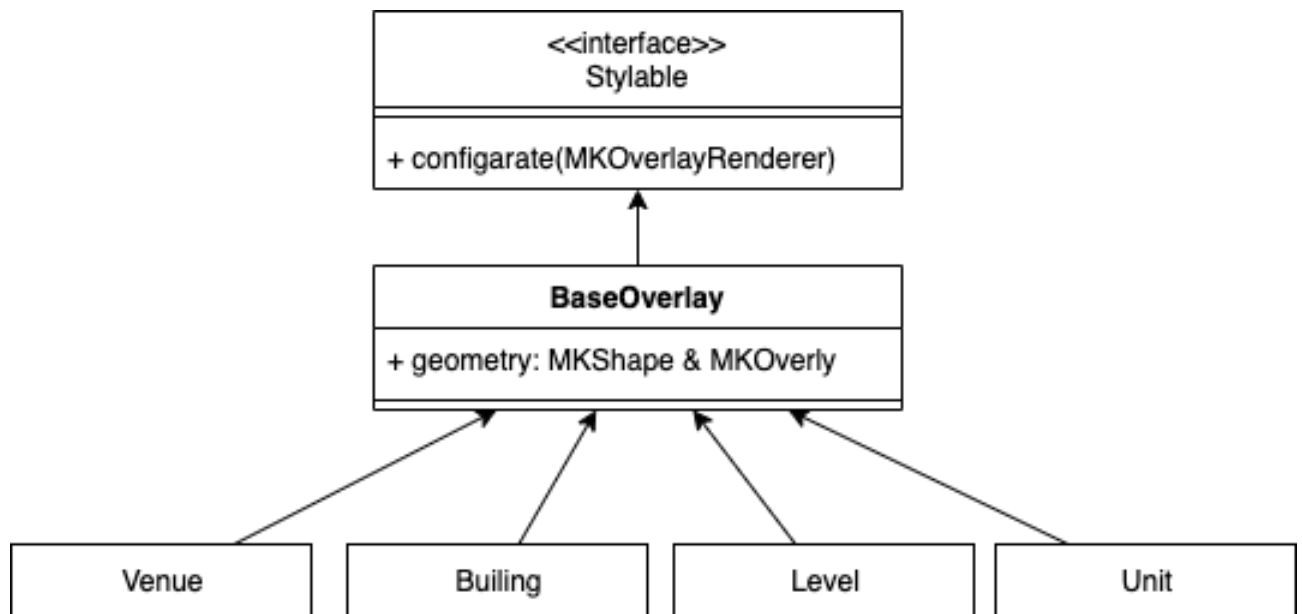 <<interface>>
Stylable
+ configarate(MKOverlayRenderer)
BaseOverlay
+ geometry: MKShape & MKOverly
Venue
Builing
Level
Unit